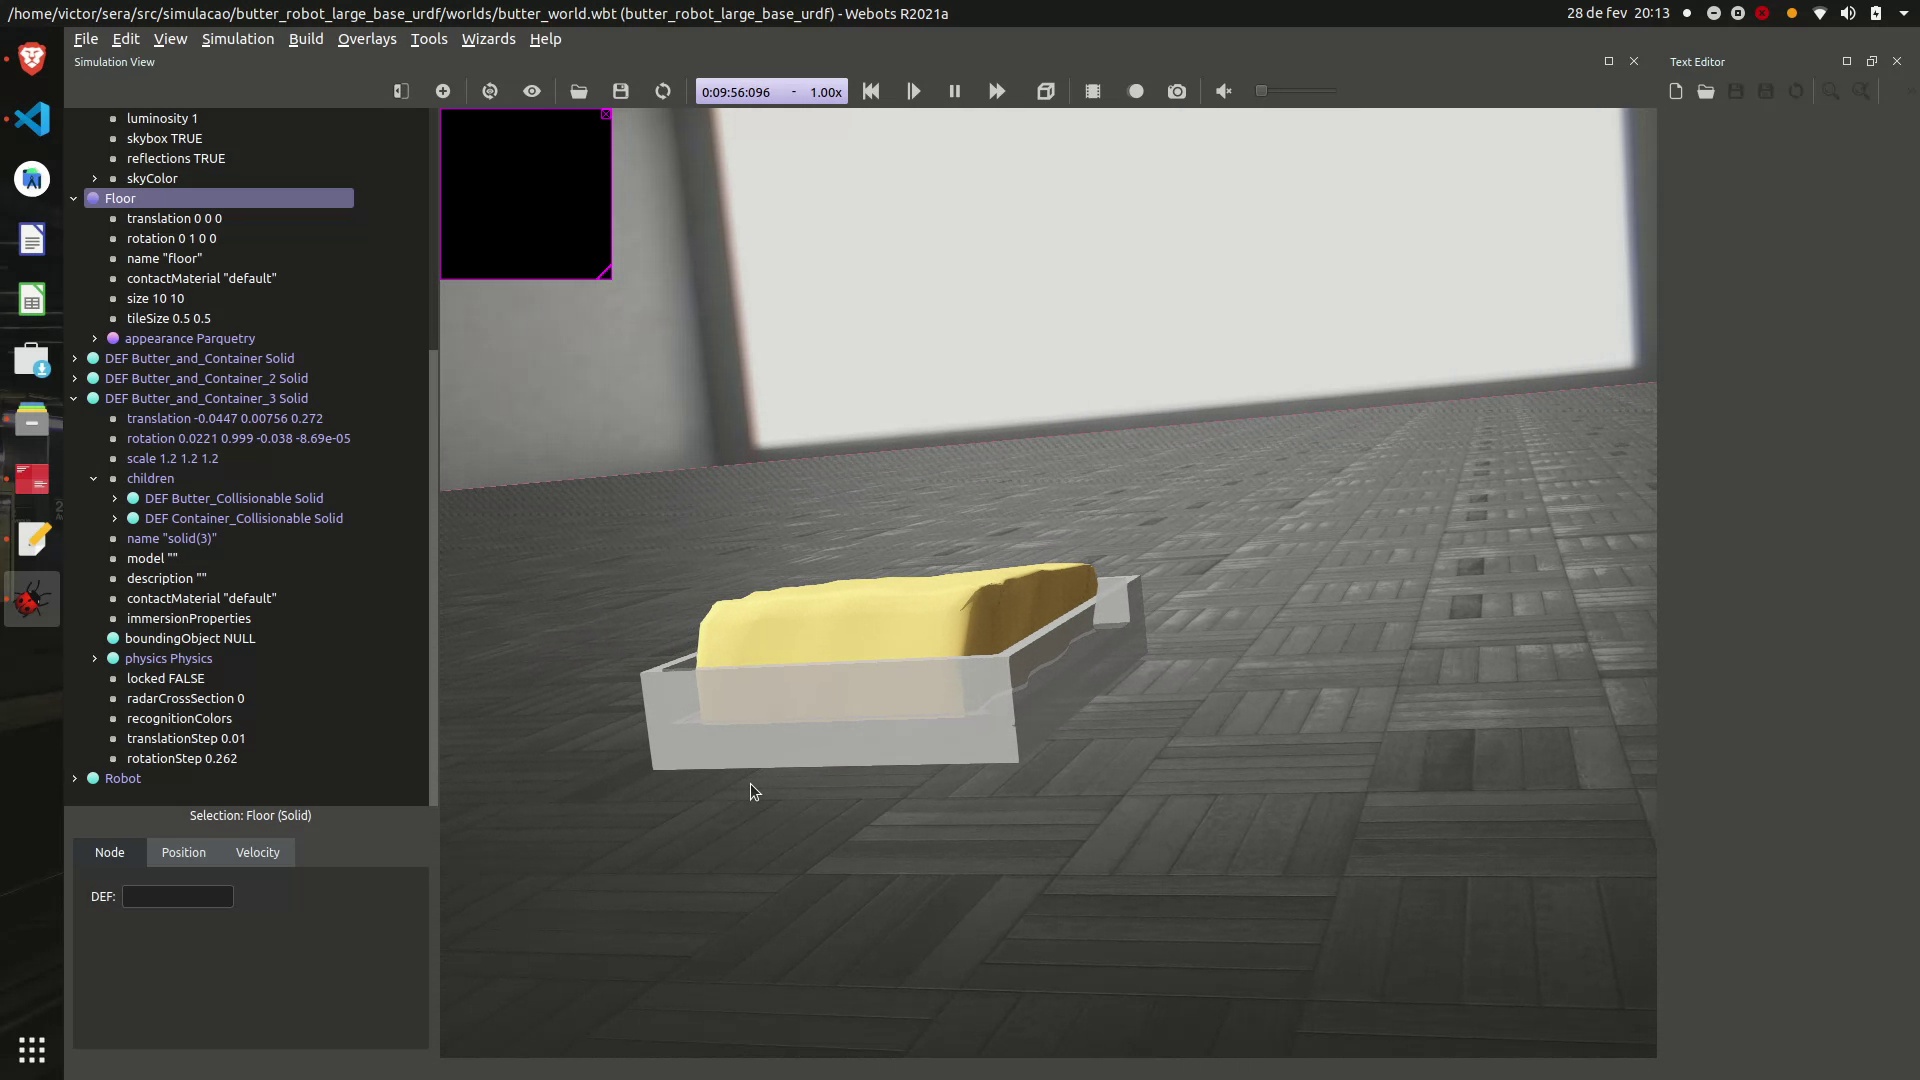 /home/victor/sera/src/simulacao/butter_robot_large_base_urdf/worlds/butter_world.wbt (butter_robot_large_base_urdf) - Webots R2021a
28 de fev 20:13
File Edit View Simulation Build Overlays Tools Wizards Help
Simulation View
Text Editor
0:09:56:096 - 1.00x
luminosity 1
skybox TRUE
reflections TRUE
skyColor
Floor
translation 0 0 0
rotation 0 1 0 0
name "floor"
contactMaterial "default"
size 10 10
tileSize 0.5 0.5
appearance Parquetry
DEF Butter_and_Container Solid
DEF Butter_and_Container_2 Solid
DEF Butter_and_Container_3 Solid
translation -0.0447 0.00756 0.272
rotation 0.0221 0.999 -0.038 -8.69e-05
scale 1.2 1.2 1.2
children
DEF Butter_Collisionable Solid
DEF Container_Collisionable Solid
name "solid(3)"
model ""
description ""
contactMaterial "default"
immersionProperties
boundingObject NULL
physics Physics
locked FALSE
radarCrossSection 0
recognitionColors
translationStep 0.01
rotationStep 0.262
Robot
Selection: Floor (Solid)
Node Position Velocity
DEF: